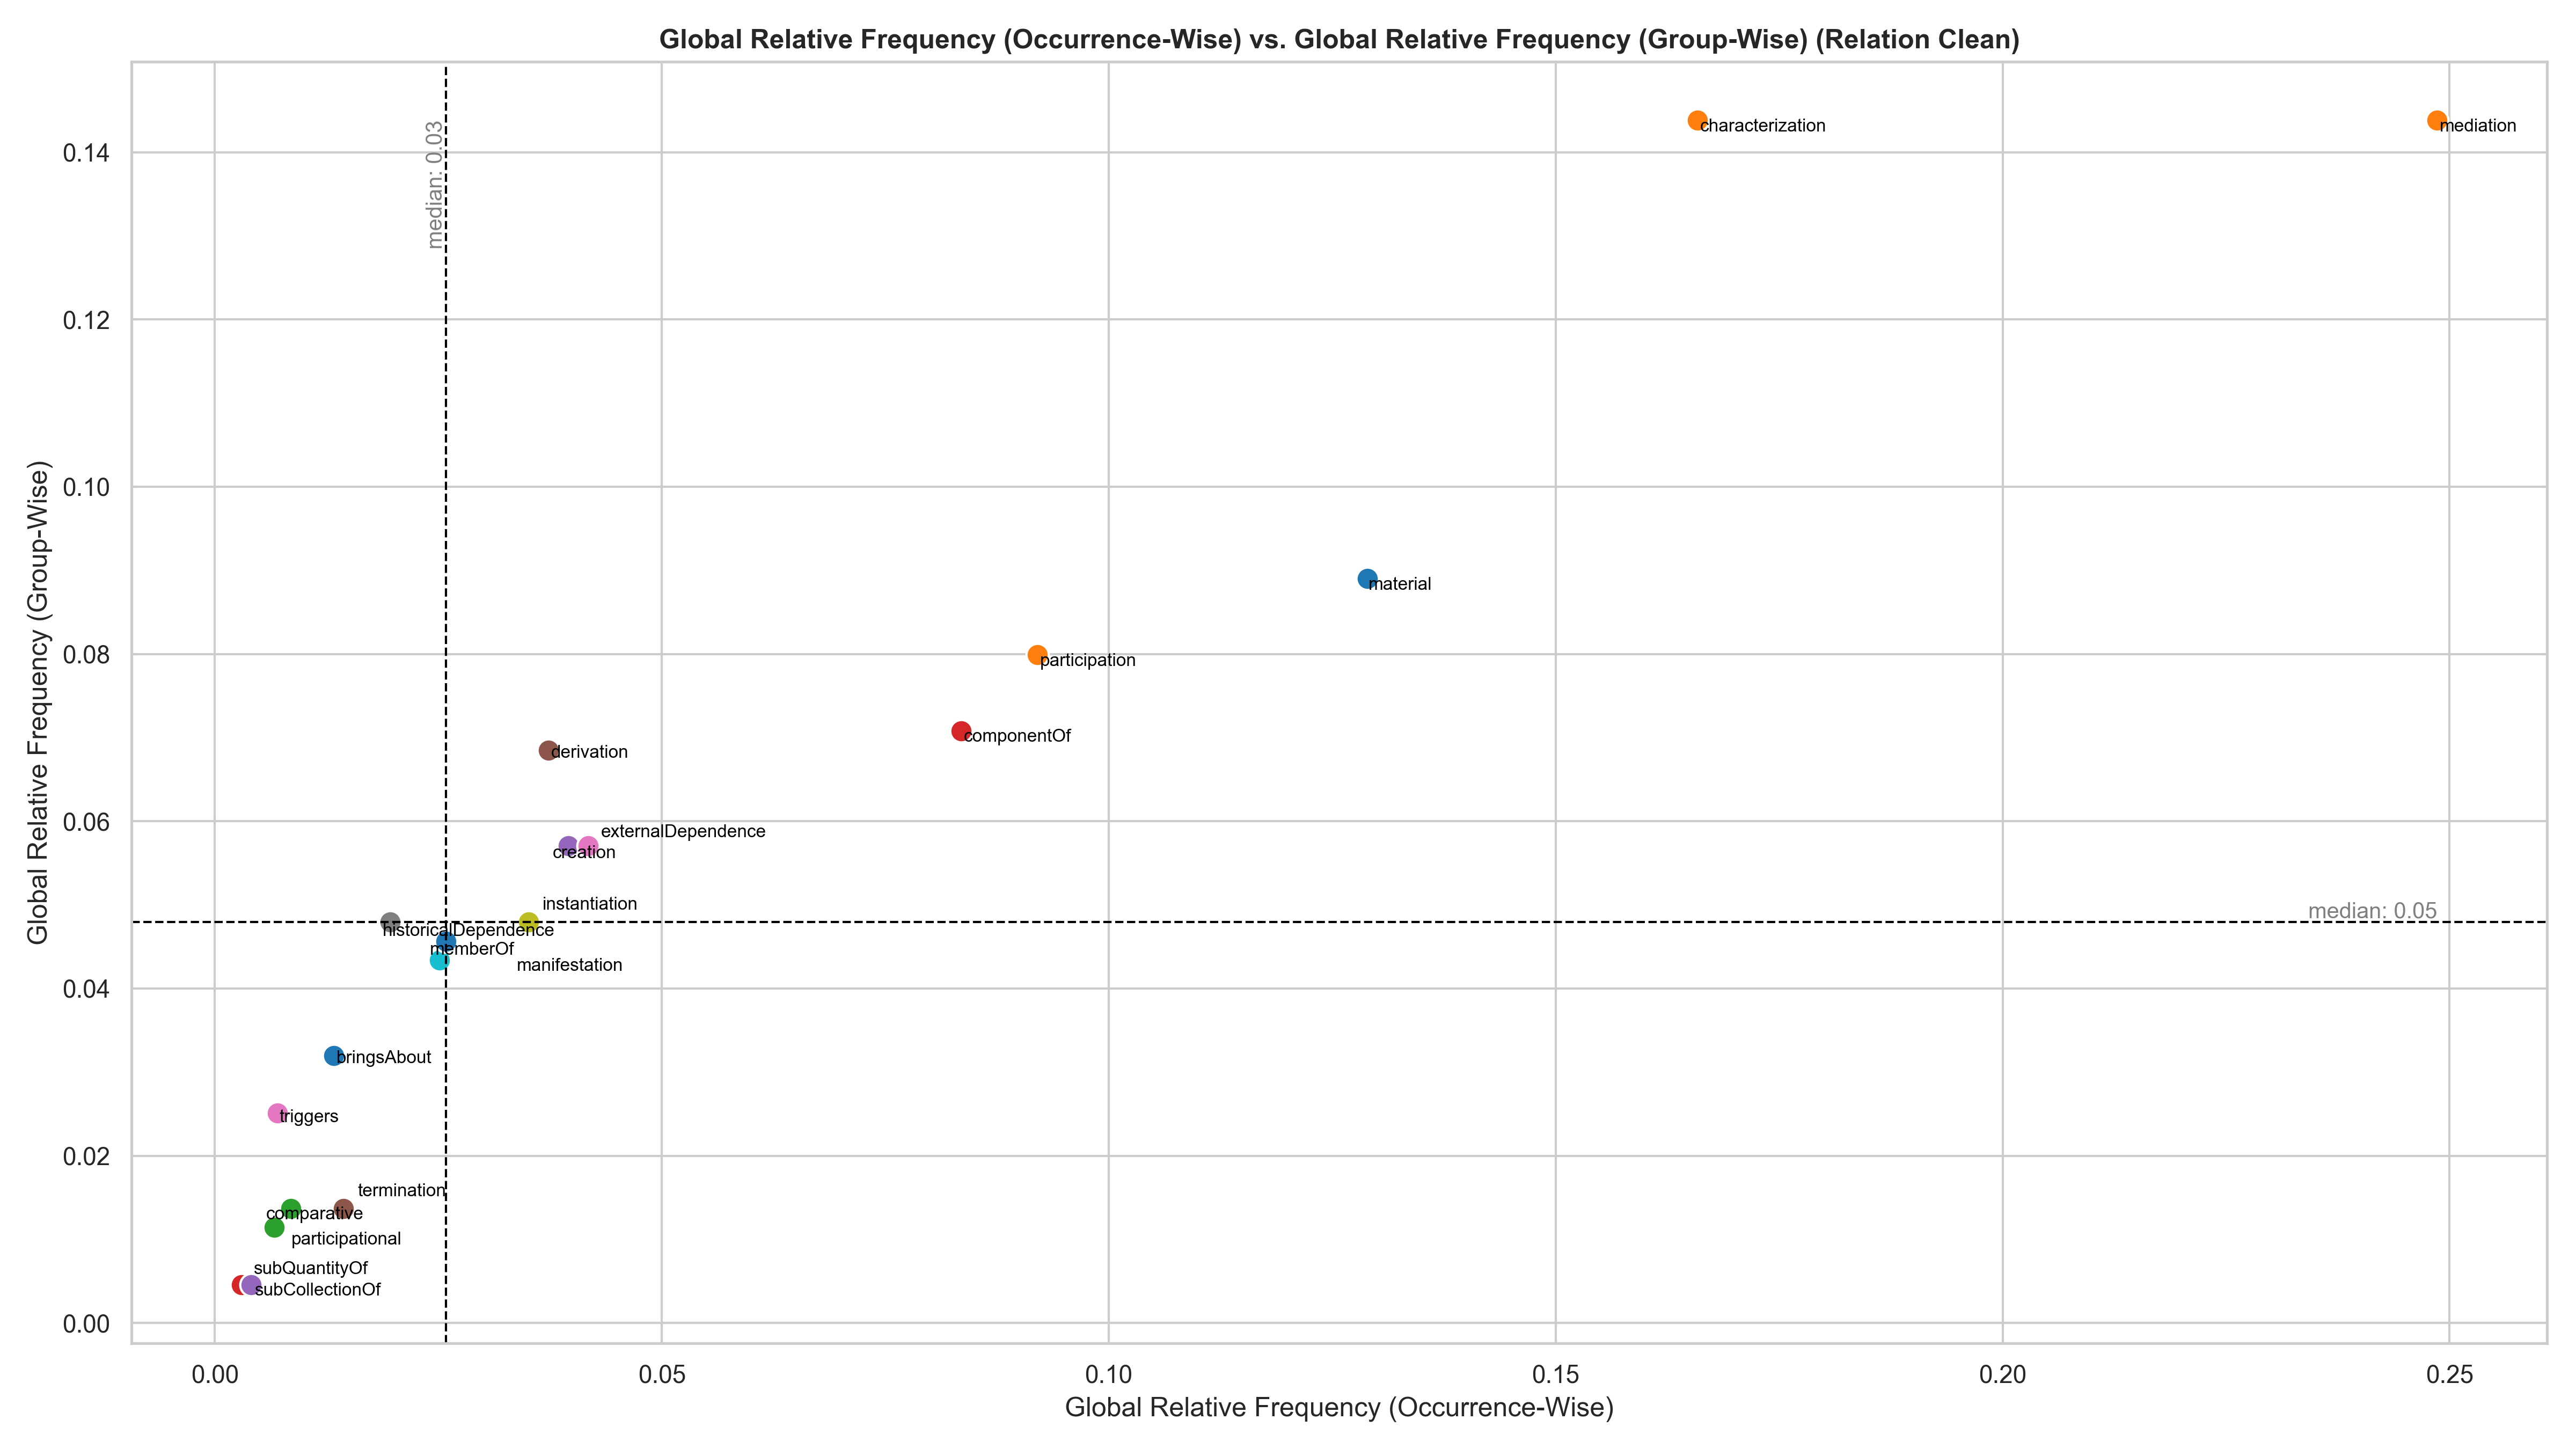 Global Relative Frequency (Occurrence-Wise) vs. Global Relative Frequency (Group-Wise) (Relation Clean)
Global Relative Frequency (Group-Wise)
0.14
0.12
0.10
0.08
0.06
0.04
0.02
0.00
median: 0.03
characterization
mediation
material
participation
componentOf
derivation
externalDependence
creation
instantiation
median: 0.05
historicalDependence
memberOf
manifestation
bringsAbout
triggers
termination
comparative
participational
subQuantityOf
subCollectionOf
0.00
0.05
0.10
0.15
0.20
0.25
Global Relative Frequency (Occurrence-Wise)